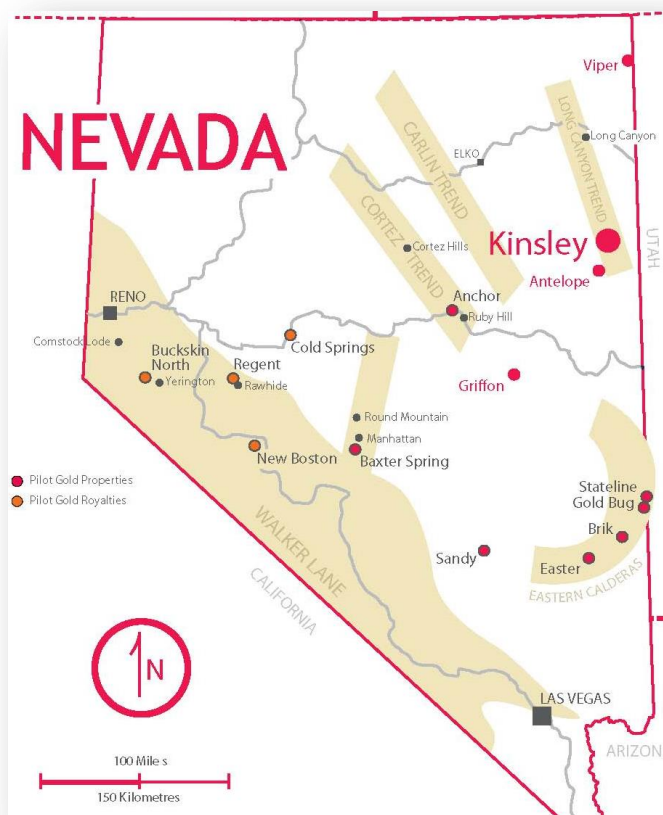 NEVADA
Viper
LONG CANYON TREND
Long Canyon
CARLIN TREND
ELKO
CORTEZ TREND
Cortez Hills
Kinsley
UTAH
Antelope
RENO
Anchor
Ruby Hill
Comstock Lode
Cold Springs
Buckskin
North
Yerington
Regent
Rawhide
Griffon
Round Mountain
Manhattan
New Boston
Baxter Spring
Pilot Gold Properties
Pilot Gold Royalties
Stateline
Gold Bug
Brik
WALKER LANE
CALIFORNIA
Sandy
Easter
EASTERN CALDERAS
N
LAS VEGAS
ARIZON
100 Miles
150 Kilometres